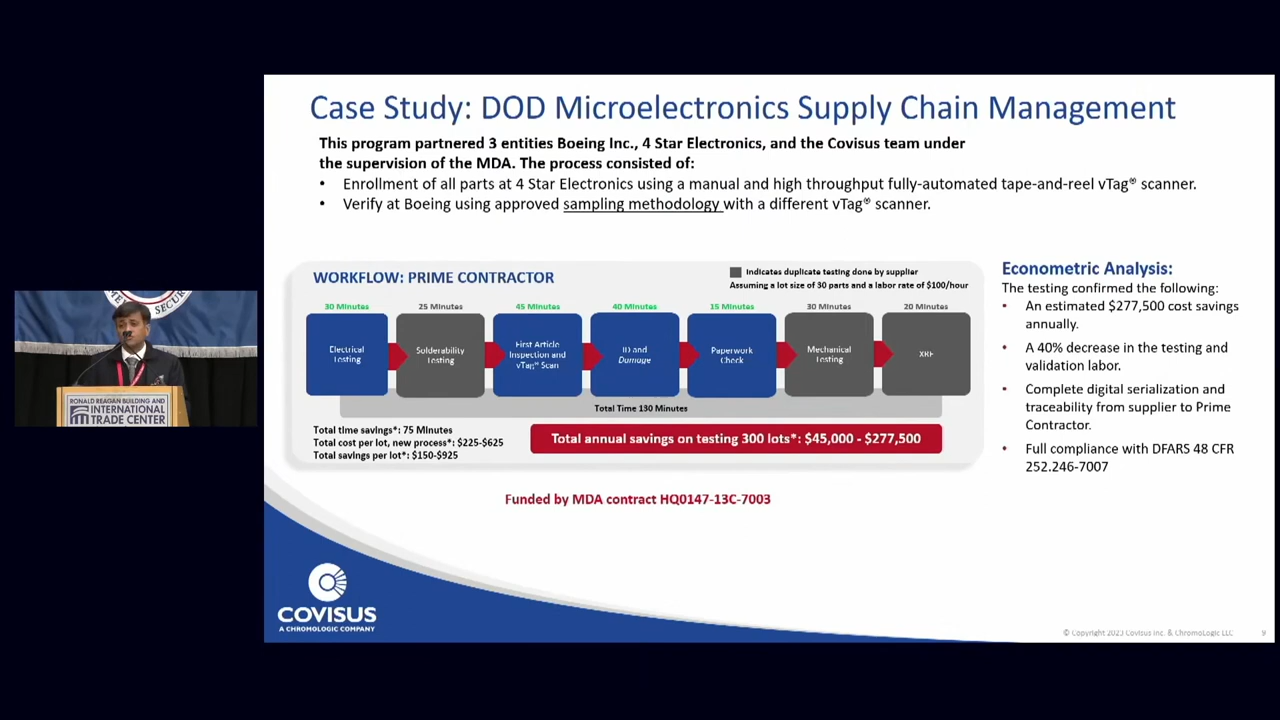 Case Study: DOD Microelectronics Supply Chain Management
This program partnered 3 entities Boeing Inc., 4 Star Electronics, and the Covisus team under
the supervision of the MDA. The process consisted of:
• Enrollment of all parts at 4 Star Electronics using a manual and high throughput fully-automated tape-and-reel vTag® scanner.
• Verify at Boeing using approved sampling methodology with a different vTag® scanner.
WORKFLOW: PRIME CONTRACTOR
Indicates duplicate testing done by supplier
Assuming a lot size of 30 parts and a labor rate of $100/hour
30 Minutes
25 Minutes
45 Minutes
40 Minutes
15 Minutes
30 Minutes
20 Minutes
Electrical
Testing
Solderability
Testing
First Article
Inspection and
vTag® Scan
ID and
Damage
Paperwork
Check
Mechanical
Testing
XRF
Total Time 130 Minutes
Total time savings*: 75 Minutes
Total cost per lot, new process*: $225-$625
Total savings per lot*: $150-$925
Total annual savings on testing 300 lots*: $45,000 - $277,500
Econometric Analysis:
The testing confirmed the following:
• An estimated $277,500 cost savings
annually.
• A 40% decrease in the testing and
validation labor.
• Complete digital serialization and
traceability from supplier to Prime
Contractor.
• Full compliance with DFARS 48 CFR
252.246-7007
Funded by MDA contract HQ0147-13C-7003
COVISUS
A CHROMOLOGIC COMPANY
© Copyright 2023 Covisus Inc. & ChromoLogic LLC
9
RONALD REAGAN BUILDING AND
INTERNATIONAL
TRADE CENTER